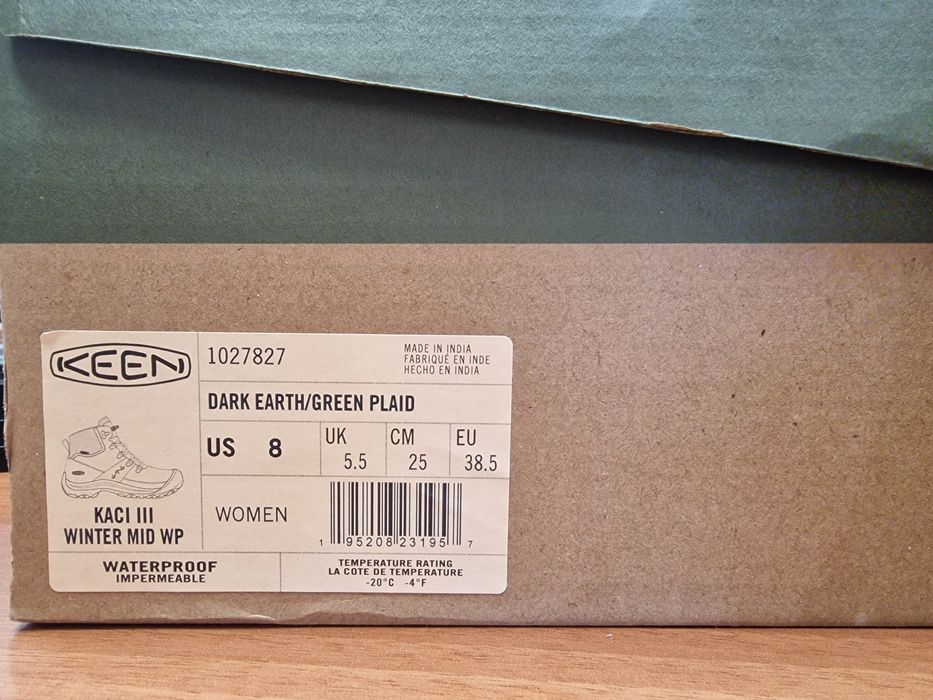 KEEN
1027827
MADE IN INDIA
FABRIQUÉ EN INDE
HECHO EN INDIA
DARK EARTH/GREEN PLAID
US 8
UK 5.5
CM 25
EU 38.5
KACI III
WINTER MID WP
WOMEN
1 95208 23195 7
WATERPROOF
IMPERMEABLE
TEMPERATURE RATING
LA COTE DE TEMPERATURE
-20°C -4°F